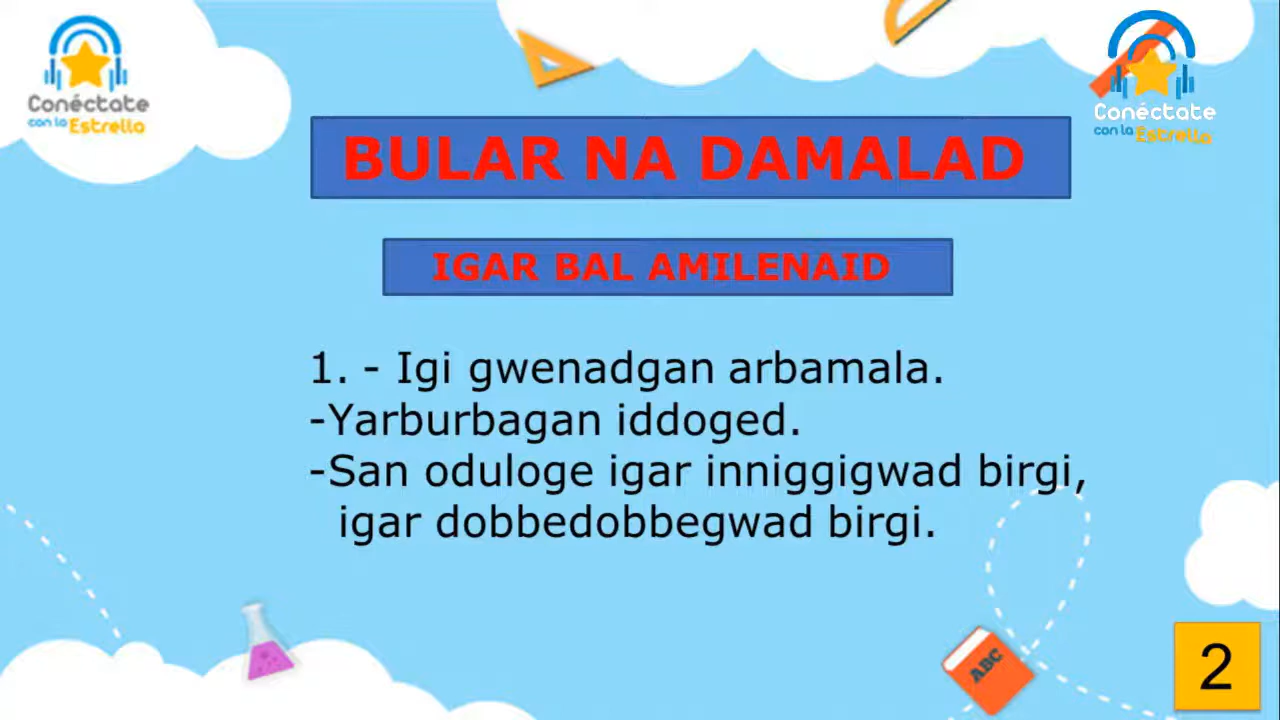 Conéctate
con la Estrella
Conéctate
con la Estrella
BULAR NA DAMALAD
IGAR BAL AMILENAID
1. - Igi gwenadgan arbamala.
-Yarburbagan iddoged.
-San oduloge igar inniggigwad birgi,
igar dobbedobbegwad birgi.
ABC
2